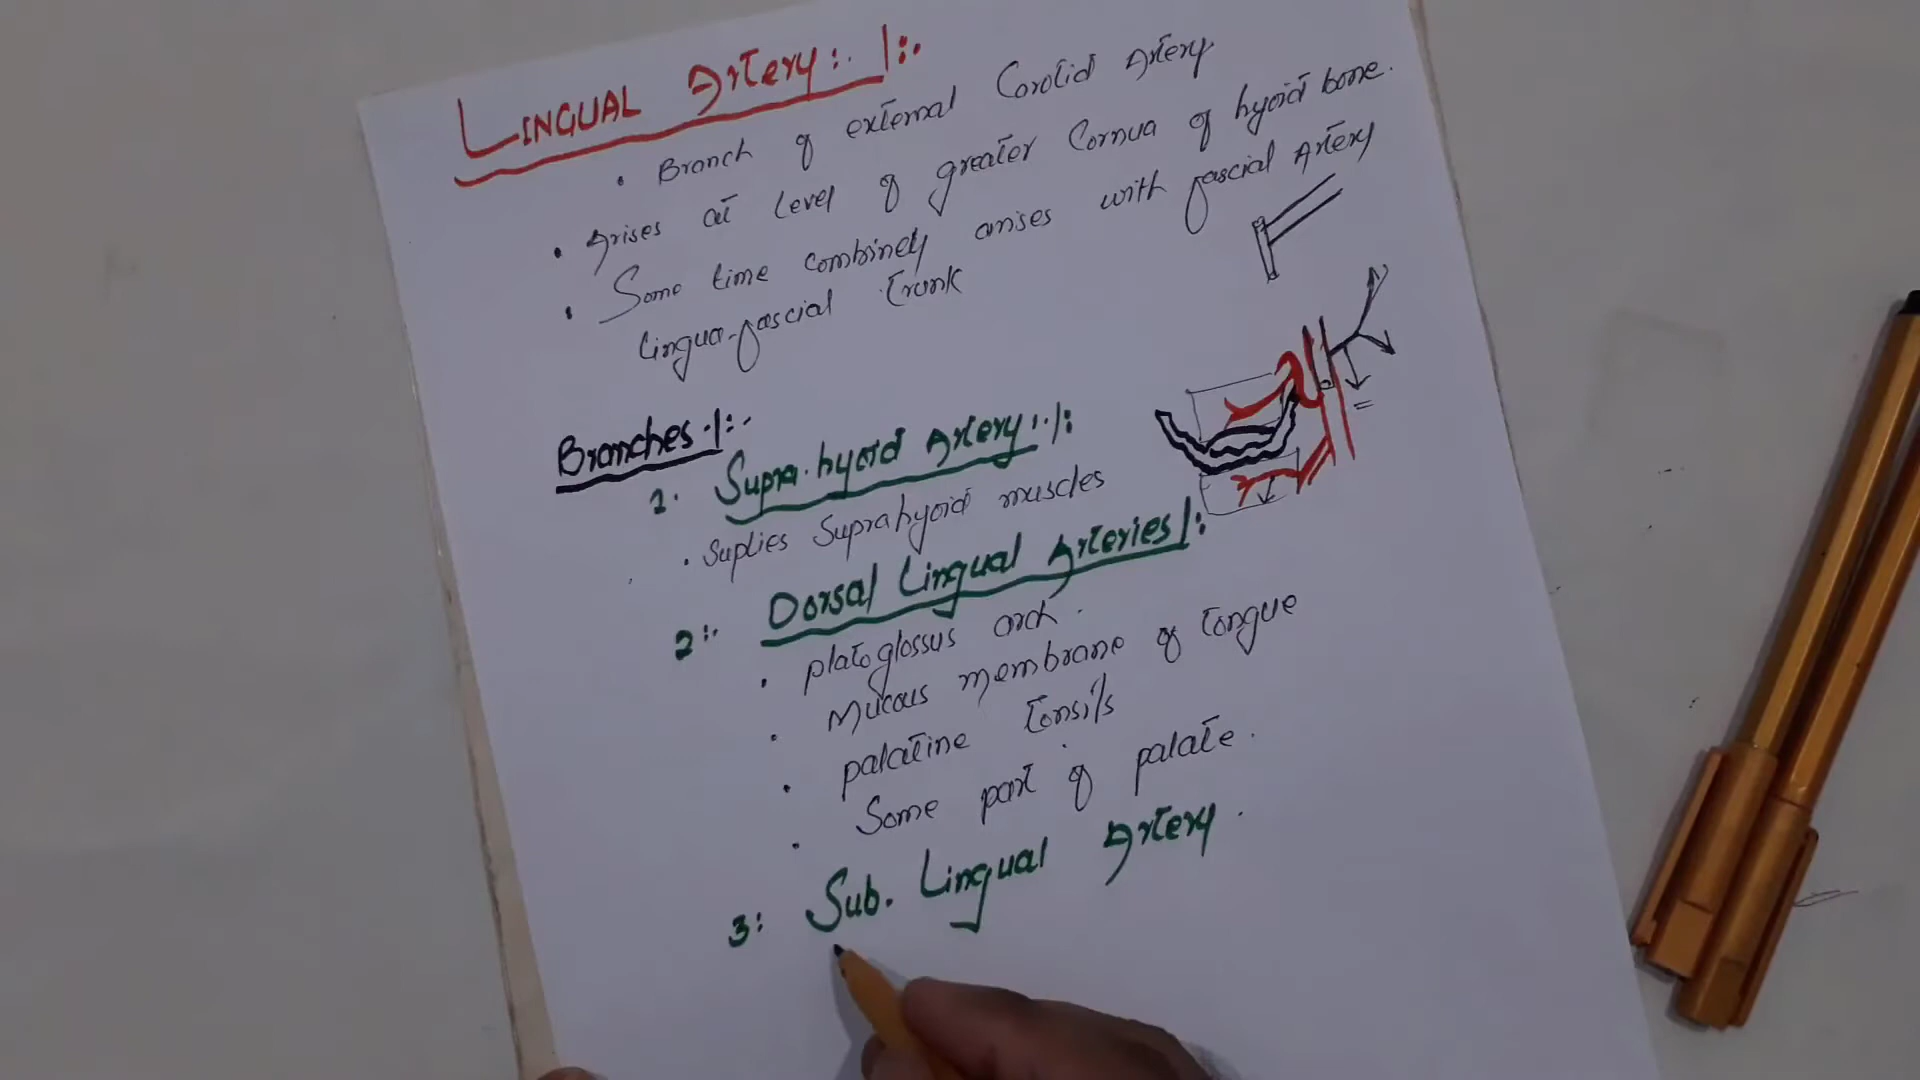 LINGUAL Artery:. |:.
• Branch of external Carotid Artery
• Arises at level of greater Cornua of hyoid bone.
• Some time combinely arises with fascial Artery
lingua-fascial trunk
Branches.|:.
1. Supra.hyoid Artery:.|:
• Suplies Suprahyoid muscles
2:. Dorsal Lingual Arteries|:
• platoglossus arch.
• Mucous membrane of tongue
• palatine tonsils
• Some part of palate.
3: Sub. Lingual Artery.